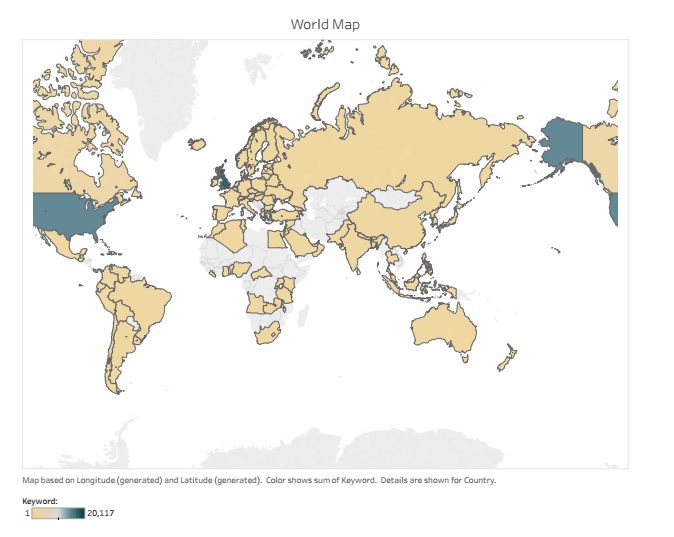 World Map
Map based on Longitude (generated) and Latitude (generated).  Color shows sum of Keyword.  Details are shown for Country.
Keyword:
1 20,117